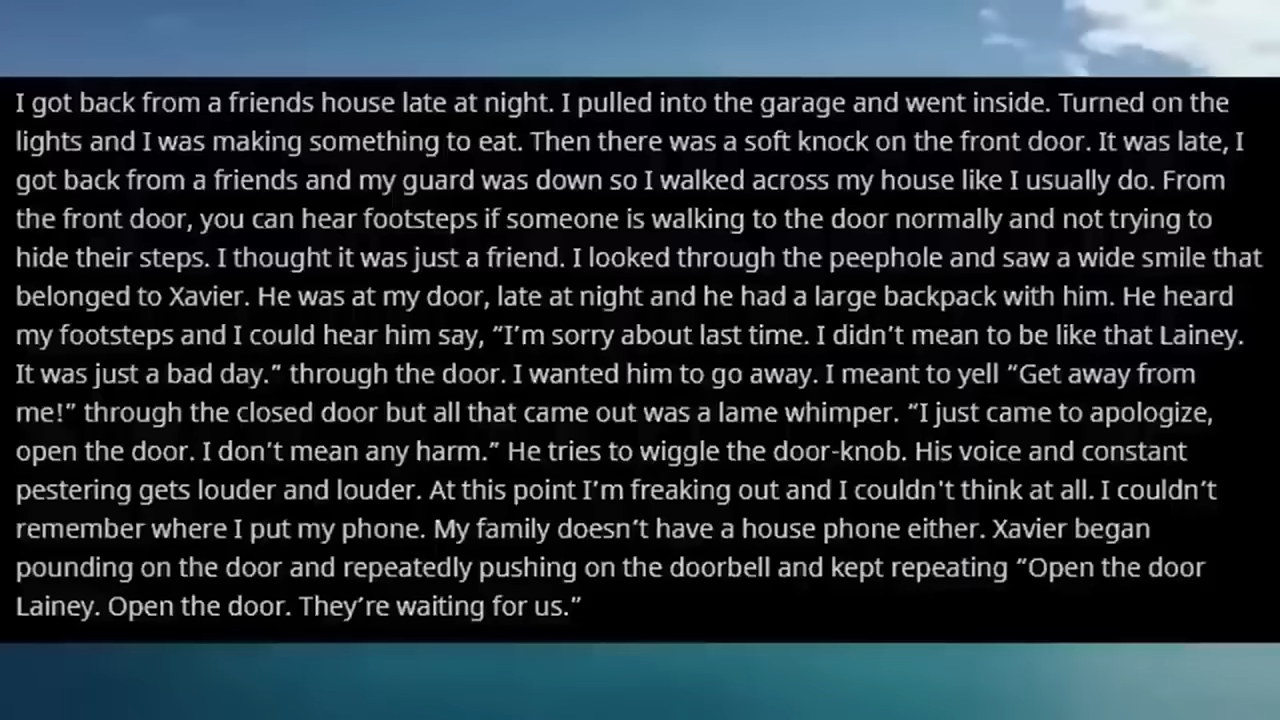 I got back from a friends house late at night. I pulled into the garage and went inside. Turned on the
lights and I was making something to eat. Then there was a soft knock on the front door. It was late, I
got back from a friends and my guard was down so I walked across my house like I usually do. From
the front door, you can hear footsteps if someone is walking to the door normally and not trying to
hide their steps. I thought it was just a friend. I looked through the peephole and saw a wide smile that
belonged to Xavier. He was at my door, late at night and he had a large backpack with him. He heard
my footsteps and I could hear him say, “I’m sorry about last time. I didn’t mean to be like that Lainey.
It was just a bad day.” through the door. I wanted him to go away. I meant to yell “Get away from
me!” through the closed door but all that came out was a lame whimper. “I just came to apologize,
open the door. I don’t mean any harm.” He tries to wiggle the door-knob. His voice and constant
pestering gets louder and louder. At this point I’m freaking out and I couldn't think at all. I couldn’t
remember where I put my phone. My family doesn’t have a house phone either. Xavier began
pounding on the door and repeatedly pushing on the doorbell and kept repeating “Open the door
Lainey. Open the door. They’re waiting for us.”